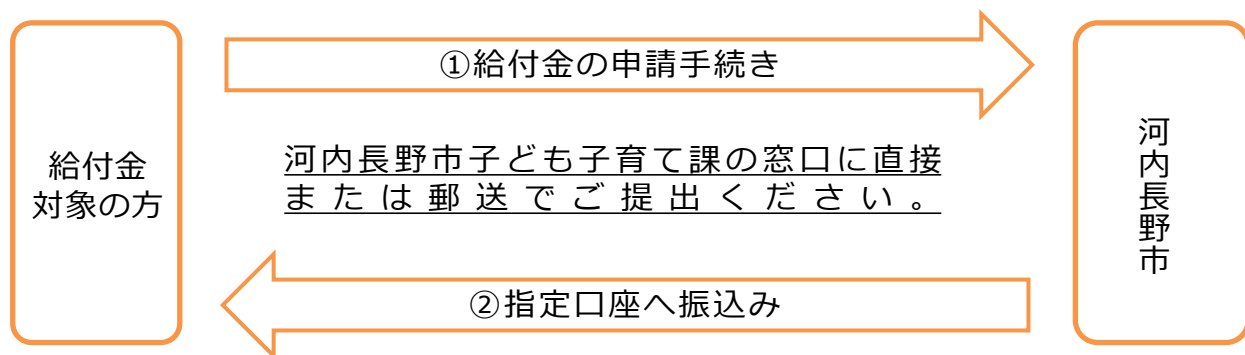 ①給付金の申請手続き
給付金
対象の方
河内長野市子ども子育て課の窓口に直接
または郵送でご提出ください。
河内長野市
②指定口座へ振込み